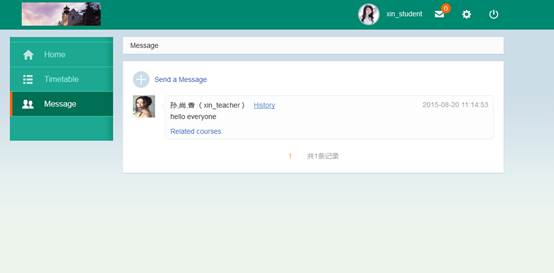 xin_student
0
Home
Message
Timetable
Send a Message
Message
孙.尚.香 ( xin_teacher ) History 2015-08-20 11:14:53
hello everyone
Related courses:
1 共1条记录